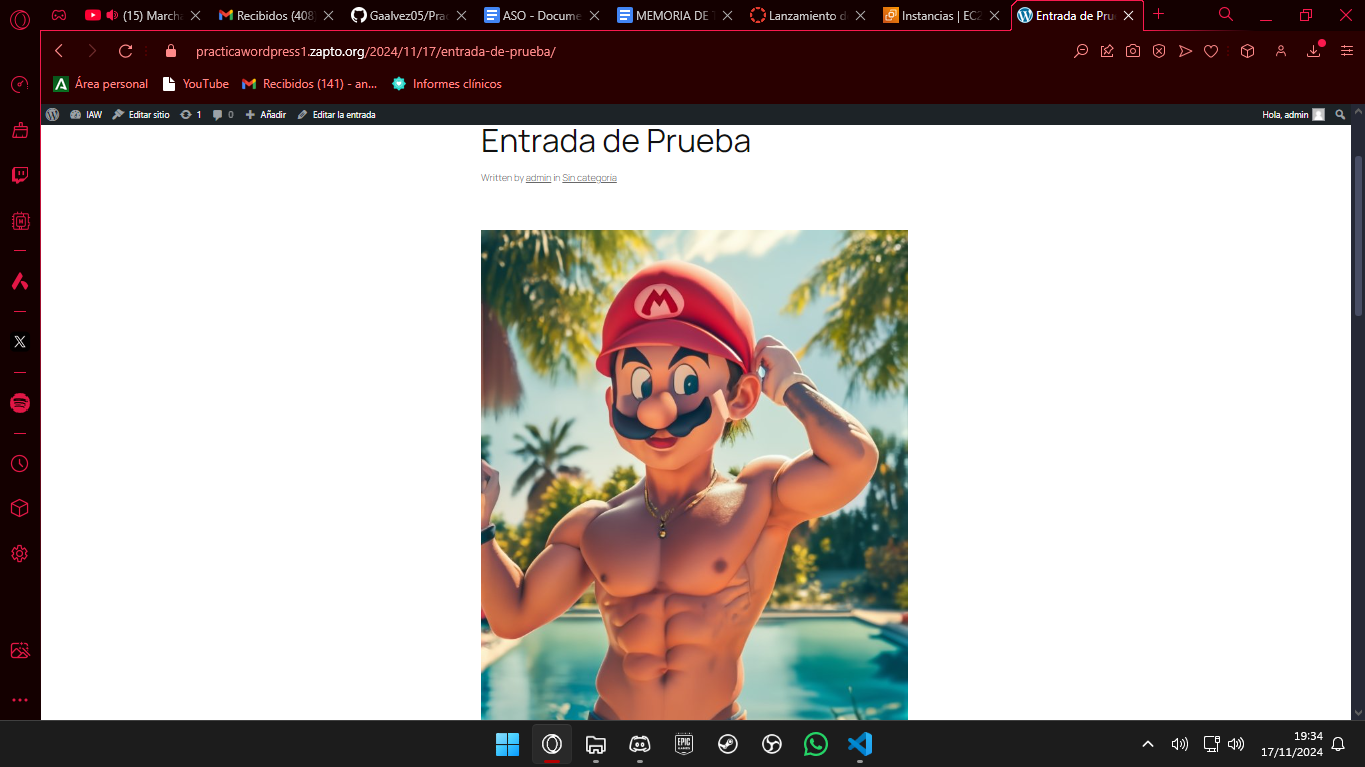 (15) Marcha
Recibidos (408
Gaalvez05/Prac
ASO - Docume
MEMORIA DE
Lanzamiento d
Instancias | EC2
Entrada de Pru
practicawordpress1.zapto.org/2024/11/17/entrada-de-prueba/
Área personal
YouTube
Recibidos (141) - an...
Informes clínicos
IAW
Editar sitio
1
0
Añadir
Editar la entrada
Hola, admin
Entrada de Prueba
Written by admin in Sin categoría
M
EPIC
GAMES
19:34
17/11/2024